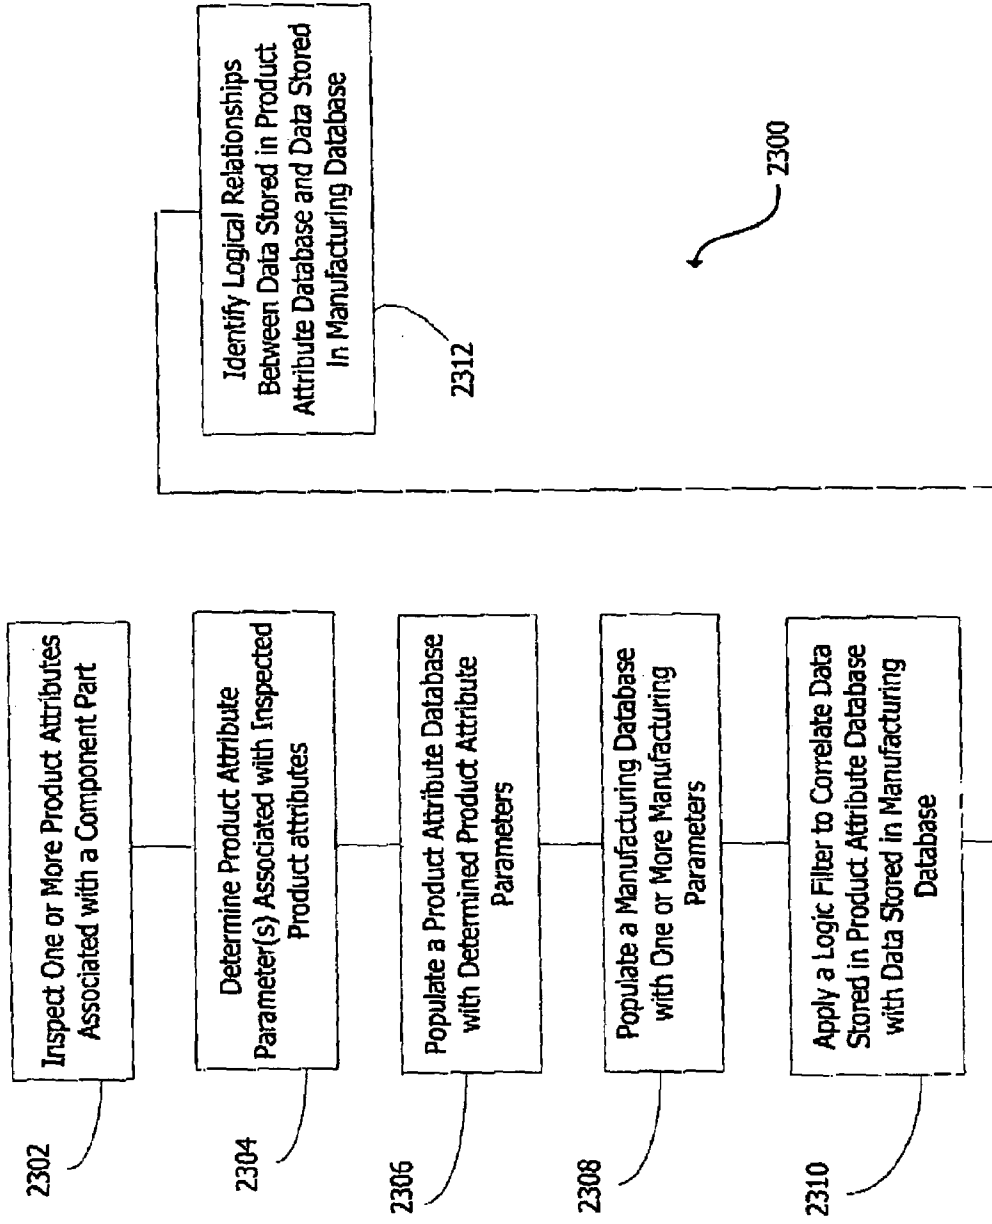 2302
Inspect One or More Product Attributes
Associated with a Component Part
2304
Determine Product Attribute
Parameter(s) Associated with Inspected
Product attributes
2306
Populate a Product Attribute Database
with Determined Product Attribute
Parameters
2308
Populate a Manufacturing Database
with One or More Manufacturing
Parameters
2310
Apply a Logic Filter to Correlate Data
Stored in Product Attribute Database
with Data Stored in Manufacturing
Database
Identify Logical Relationships
Between Data Stored in Product
Attribute Database and Data Stored
In Manufacturing Database
2312
2300